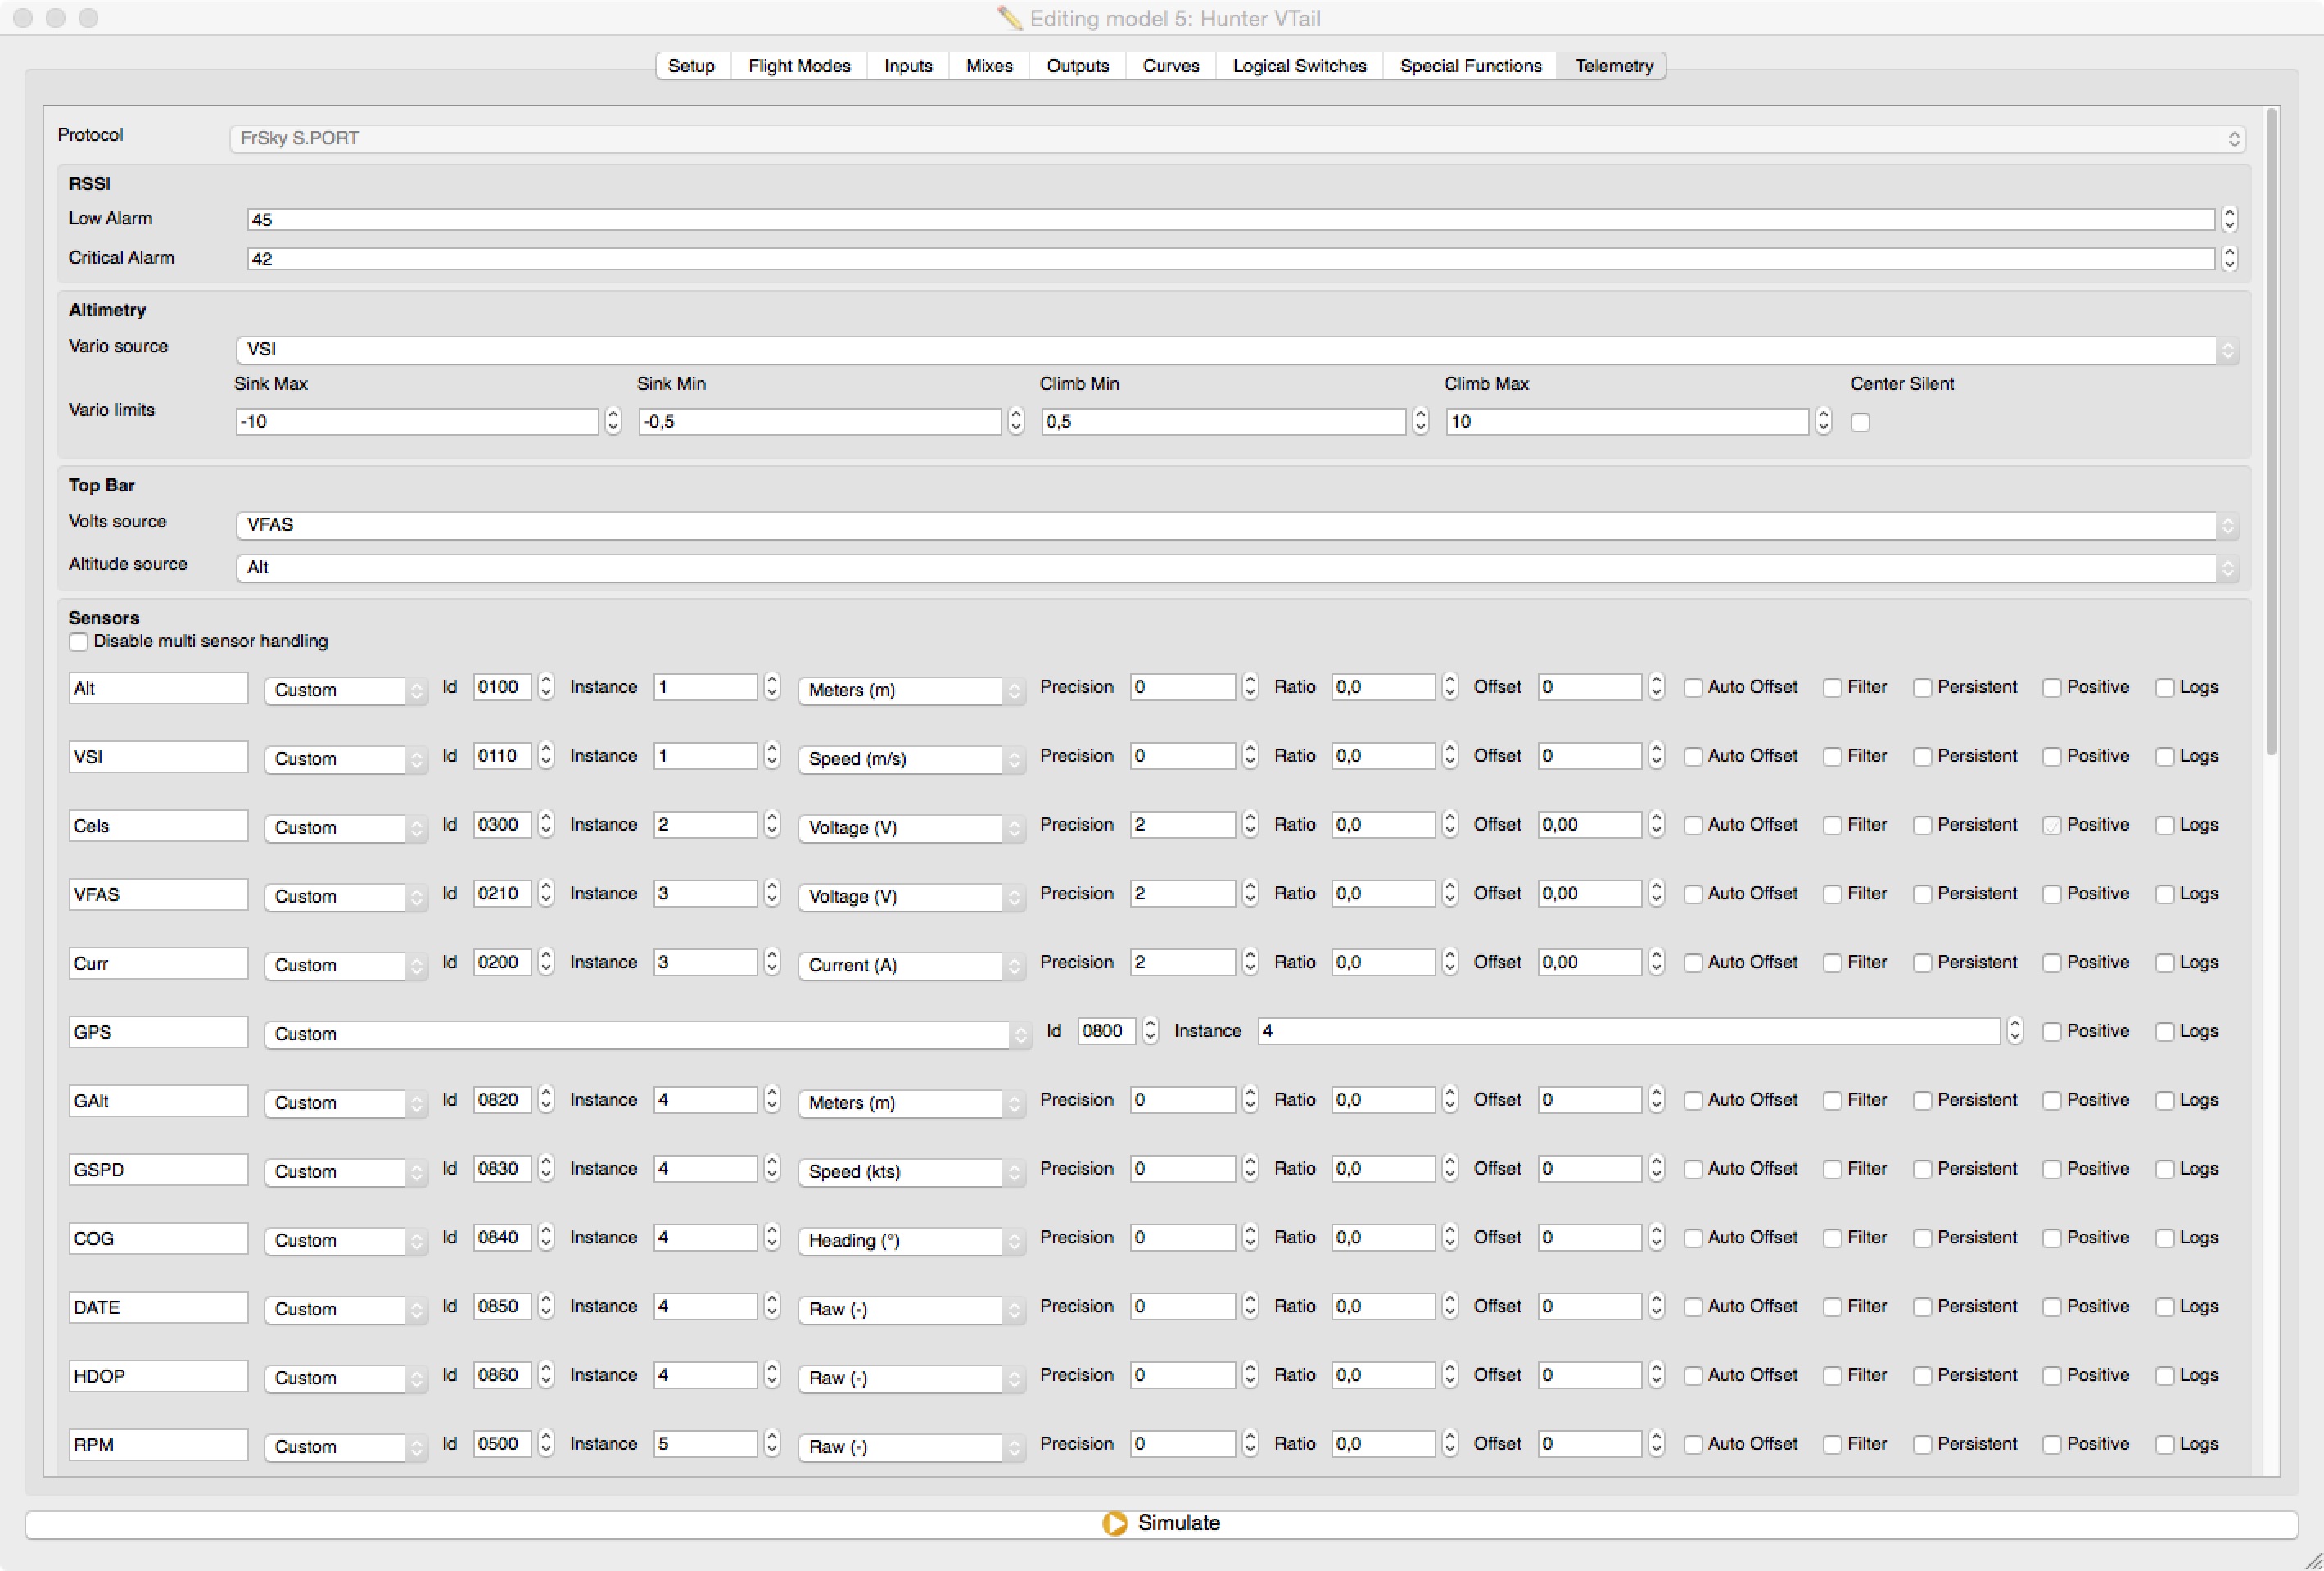 Editing model 5: Hunter VTail
Setup Flight Modes Inputs Mixes Outputs Curves Logical Switches Special Functions Telemetry
Protocol FrSky S.PORT
RSSI
Low Alarm 45
Critical Alarm 42
Altimetry
Vario source VSI
Sink Max Sink Min Climb Min Climb Max Center Silent
Vario limits -10 -0,5 0,5 10
Top Bar
Volts source VFAS
Altitude source Alt
Sensors
Disable multi sensor handling
Alt Custom Id 0100 Instance 1 Meters (m) Precision 0 Ratio 0,0 Offset 0 Auto Offset Filter Persistent Positive Logs
VSI Custom Id 0110 Instance 1 Speed (m/s) Precision 0 Ratio 0,0 Offset 0 Auto Offset Filter Persistent Positive Logs
Cels Custom Id 0300 Instance 2 Voltage (V) Precision 2 Ratio 0,0 Offset 0,00 Auto Offset Filter Persistent Positive Logs
VFAS Custom Id 0210 Instance 3 Voltage (V) Precision 2 Ratio 0,0 Offset 0,00 Auto Offset Filter Persistent Positive Logs
Curr Custom Id 0200 Instance 3 Current (A) Precision 2 Ratio 0,0 Offset 0,00 Auto Offset Filter Persistent Positive Logs
GPS Custom Id 0800 Instance 4 Positive Logs
GAlt Custom Id 0820 Instance 4 Meters (m) Precision 0 Ratio 0,0 Offset 0 Auto Offset Filter Persistent Positive Logs
GSPD Custom Id 0830 Instance 4 Speed (kts) Precision 0 Ratio 0,0 Offset 0 Auto Offset Filter Persistent Positive Logs
COG Custom Id 0840 Instance 4 Heading (°) Precision 0 Ratio 0,0 Offset 0 Auto Offset Filter Persistent Positive Logs
DATE Custom Id 0850 Instance 4 Raw (-) Precision 0 Ratio 0,0 Offset 0 Auto Offset Filter Persistent Positive Logs
HDOP Custom Id 0860 Instance 4 Raw (-) Precision 0 Ratio 0,0 Offset 0 Auto Offset Filter Persistent Positive Logs
RPM Custom Id 0500 Instance 5 Raw (-) Precision 0 Ratio 0,0 Offset 0 Auto Offset Filter Persistent Positive Logs
Simulate